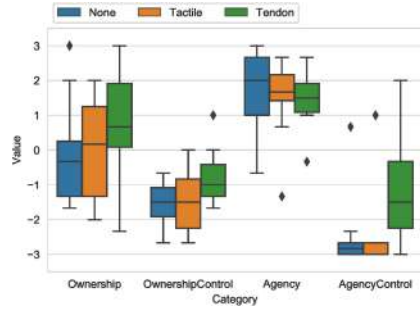 None Tactile Tendon
3
2
1
0
−1
−2
−3
Value
Ownership OwnershipControl Agency AgencyControl
Category